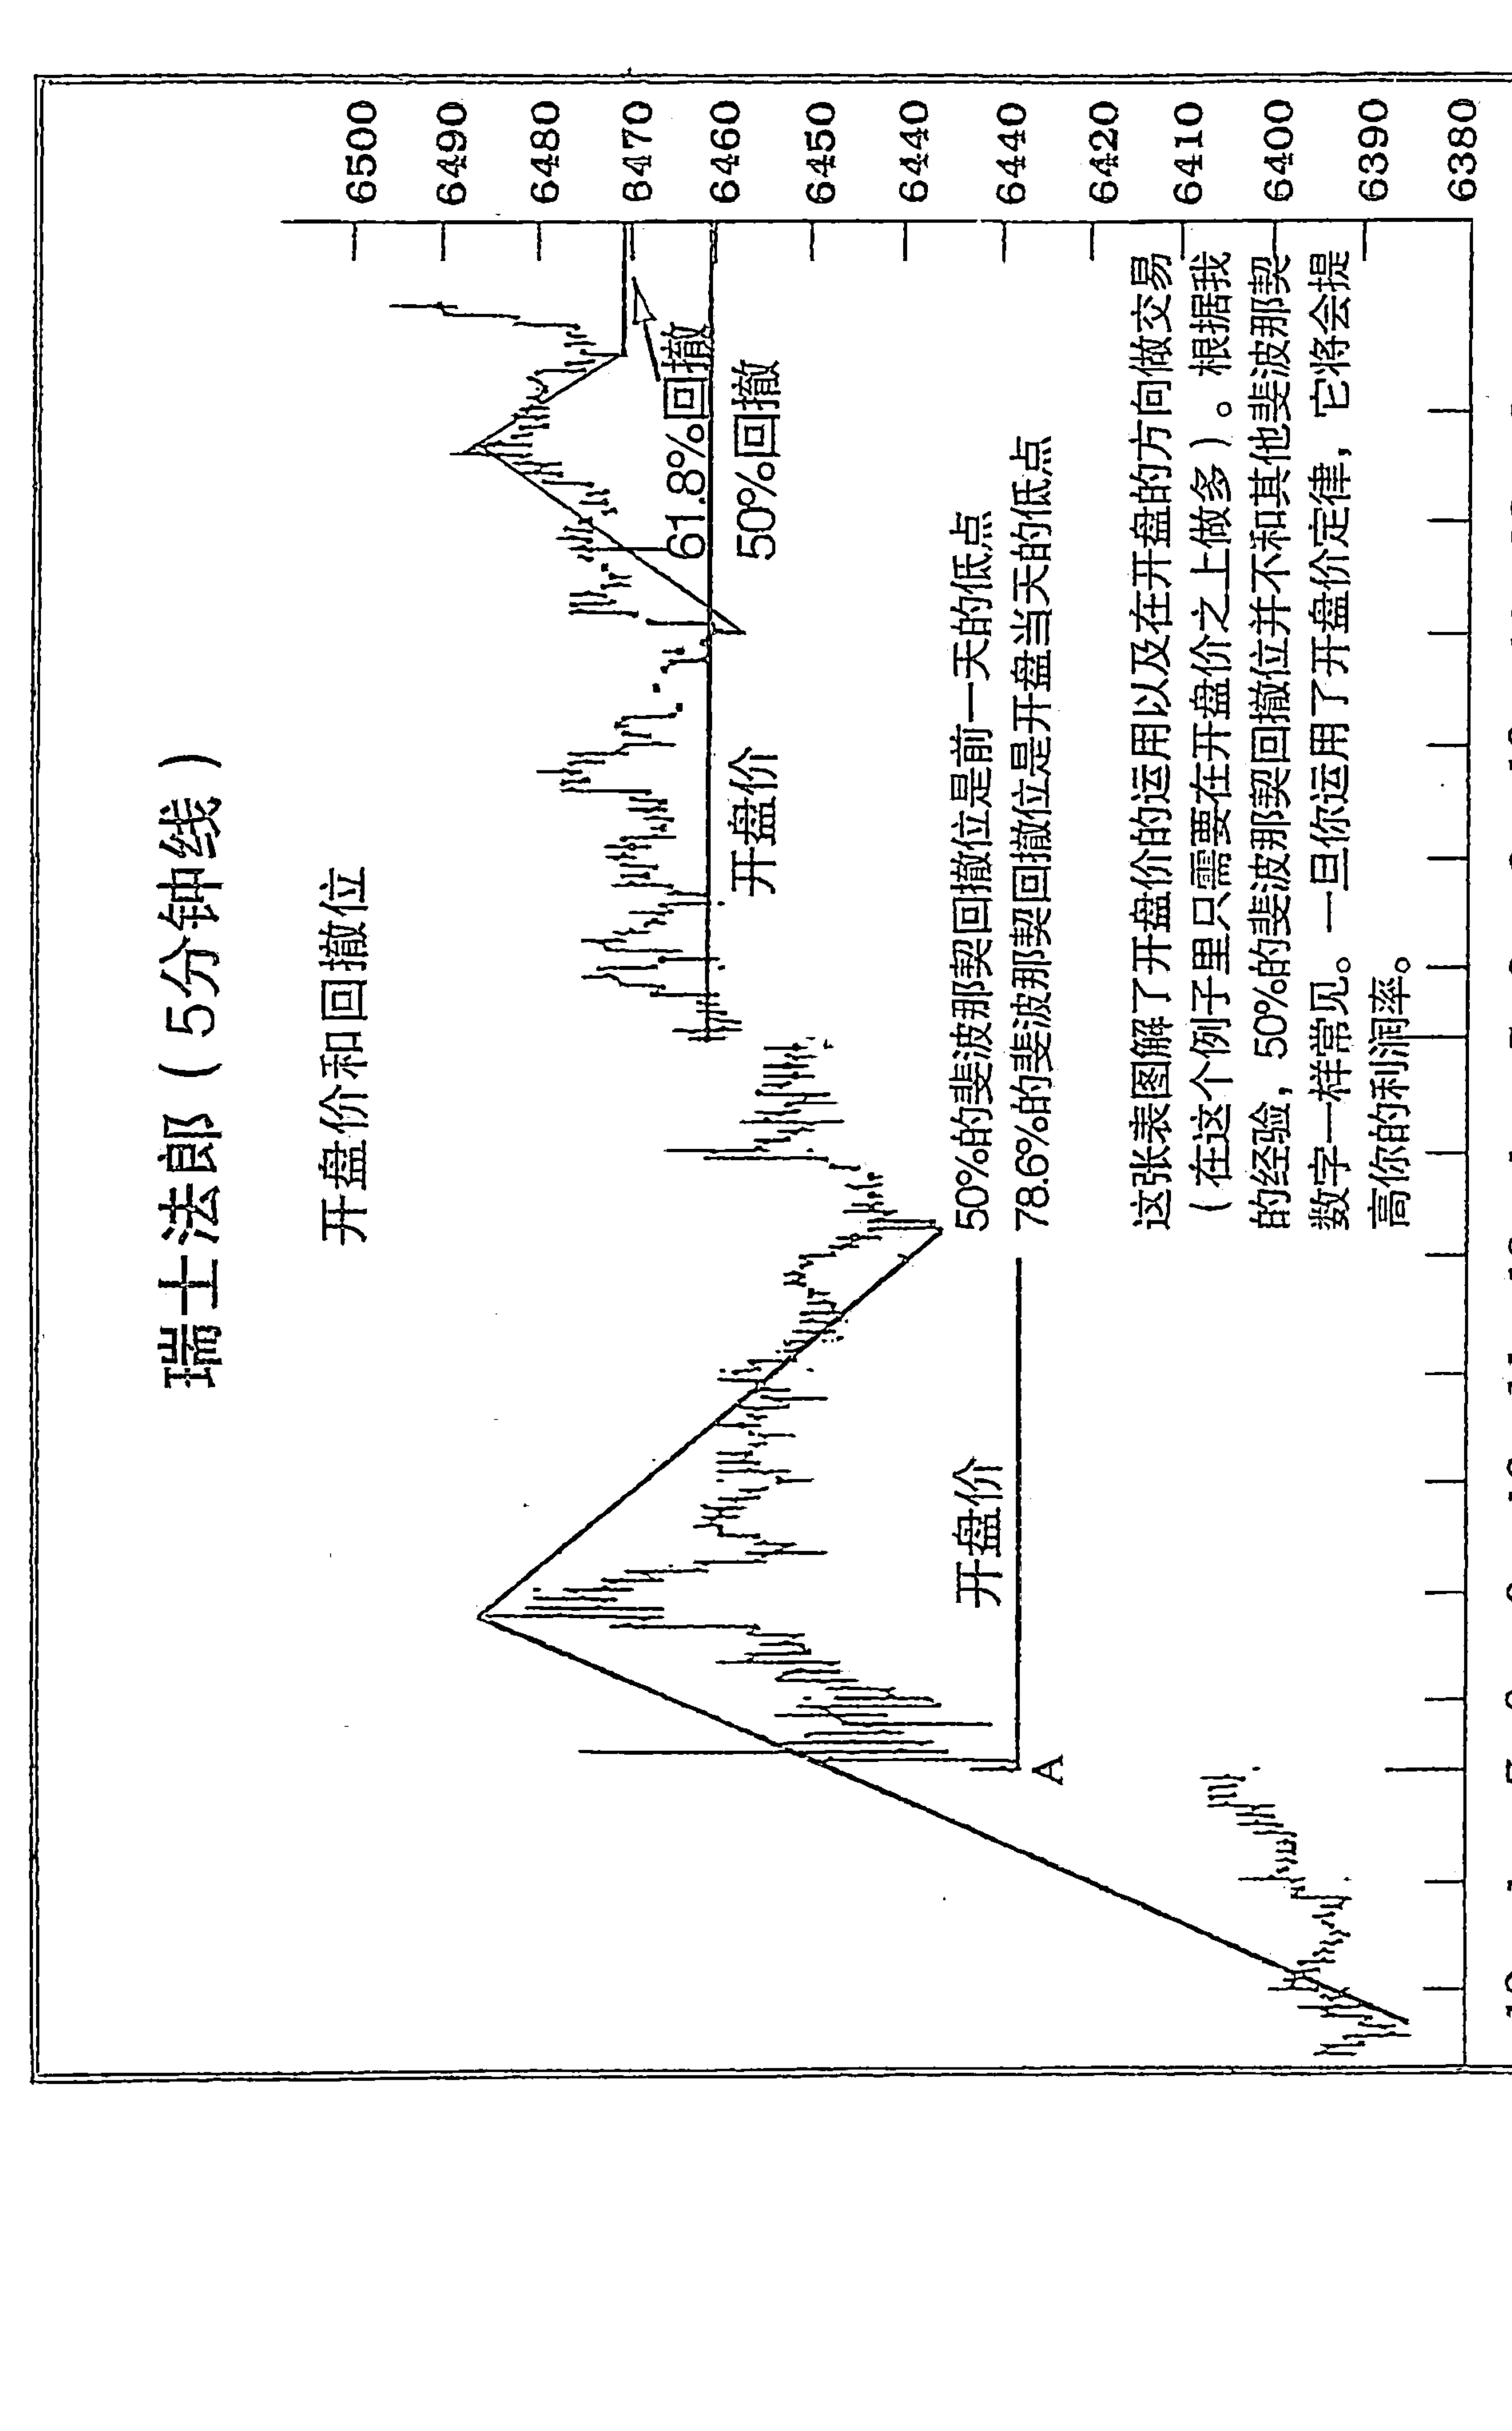 瑞士法郎（5分钟线）
开盘价和回撤位
6500
6490
6480
6470
6460
6450
6440
6440
6420
6410
6400
6390
6380
61.8%回撤
50%回撤
开盘价
50%的斐波那契回撤位是前一天的低点
78.6%的斐波那契回撤位是开盘当天的低点
开盘价
A
这张表图解了开盘价的运用以及在开盘的方向做交易
（在这个例子里只需要在开盘价之上做多）。根据我
的经验，50%的斐波那契回撤位并不和其他斐波那契
数字一样常见。一旦你运用了开盘价定律，它将会提
高你的利润率。